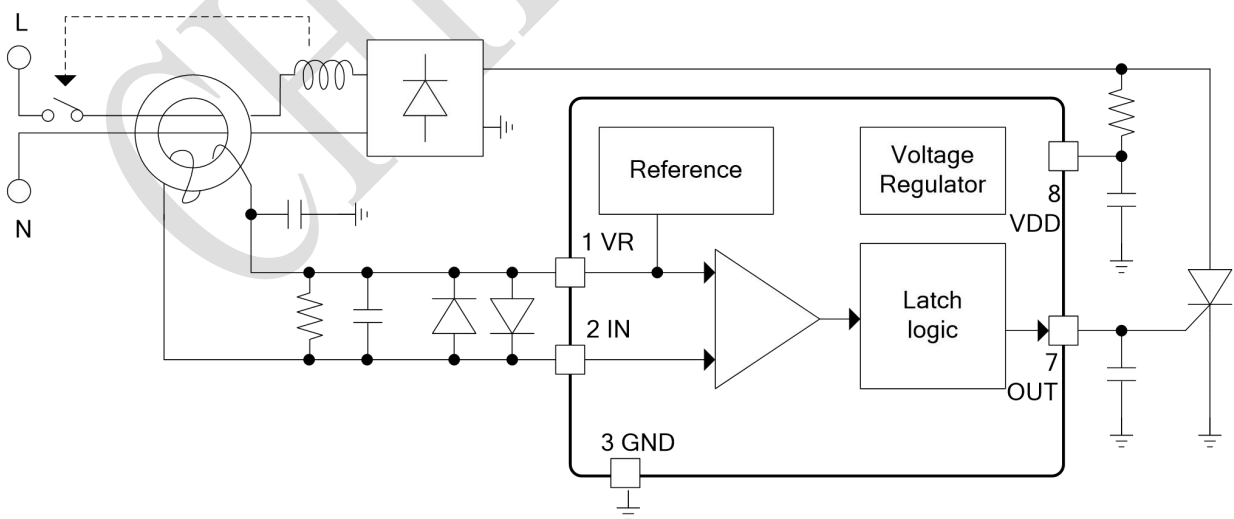 L
N
Reference
Voltage
Regulator
8
VDD
1 VR
2 IN
Latch
logic
7
OUT
3 GND